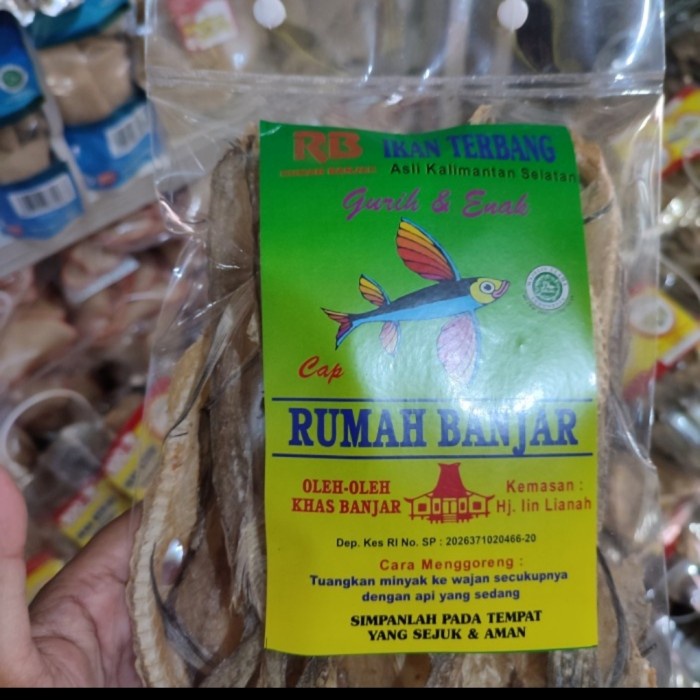 RB
IKAN TERBANG
RUMAH BANJAR
Asli Kalimantan Selatan
Gurih & Enak
Cap
RUMAH BANJAR
OLEH-OLEH
KHAS BANJAR
Kemasan :
Hj. Iin Lianah
Dep. Kes RI No. SP : 2026371020466-20
Cara Menggoreng :
Tuangkan minyak ke wajan secukupnya
dengan api yang sedang
SIMPANLAH PADA TEMPAT
YANG SEJUK & AMAN